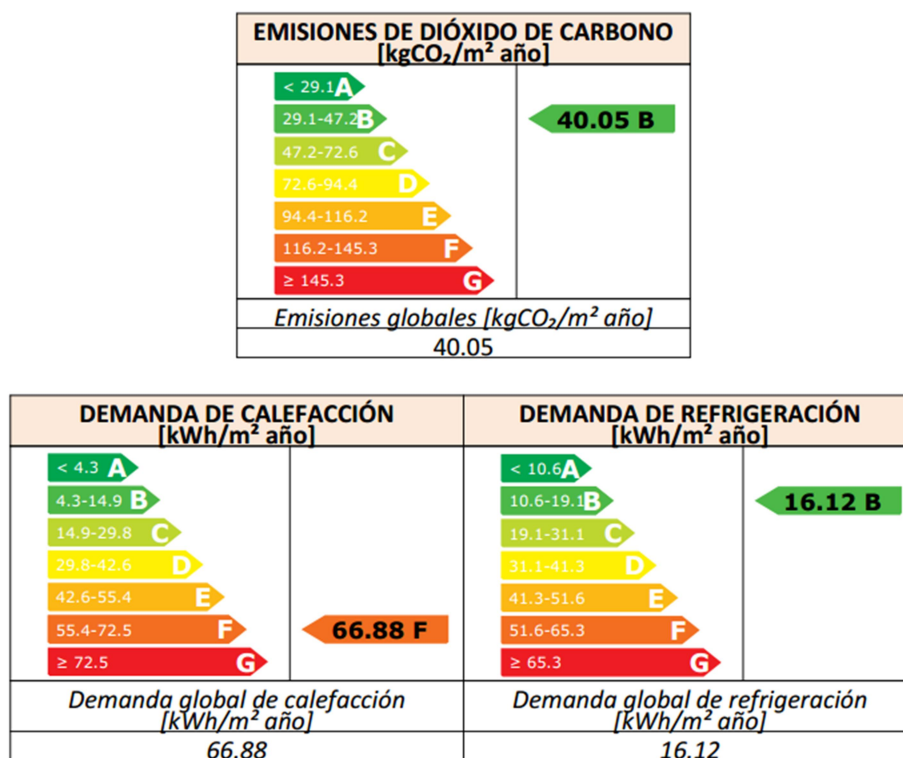 EMISIONES DE DIÓXIDO DE CARBONO
[kgCO₂/m² año]
< 29.1 A
29.1-47.2 B
40.05 B
47.2-72.6 C
72.6-94.4 D
94.4-116.2 E
116.2-145.3 F
≥ 145.3 G
Emisiones globales [kgCO₂/m² año]
40.05
DEMANDA DE CALEFACCIÓN
[kWh/m² año]
< 4.3 A
4.3-14.9 B
14.9-29.8 C
29.8-42.6 D
42.6-55.4 E
55.4-72.5 F
66.88 F
≥ 72.5 G
Demanda global de calefacción
[kWh/m² año]
66.88
DEMANDA DE REFRIGERACIÓN
[kWh/m² año]
< 10.6 A
10.6-19.1 B
16.12 B
19.1-31.1 C
31.1-41.3 D
41.3-51.6 E
51.6-65.3 F
≥ 65.3 G
Demanda global de refrigeración
[kWh/m² año]
16.12